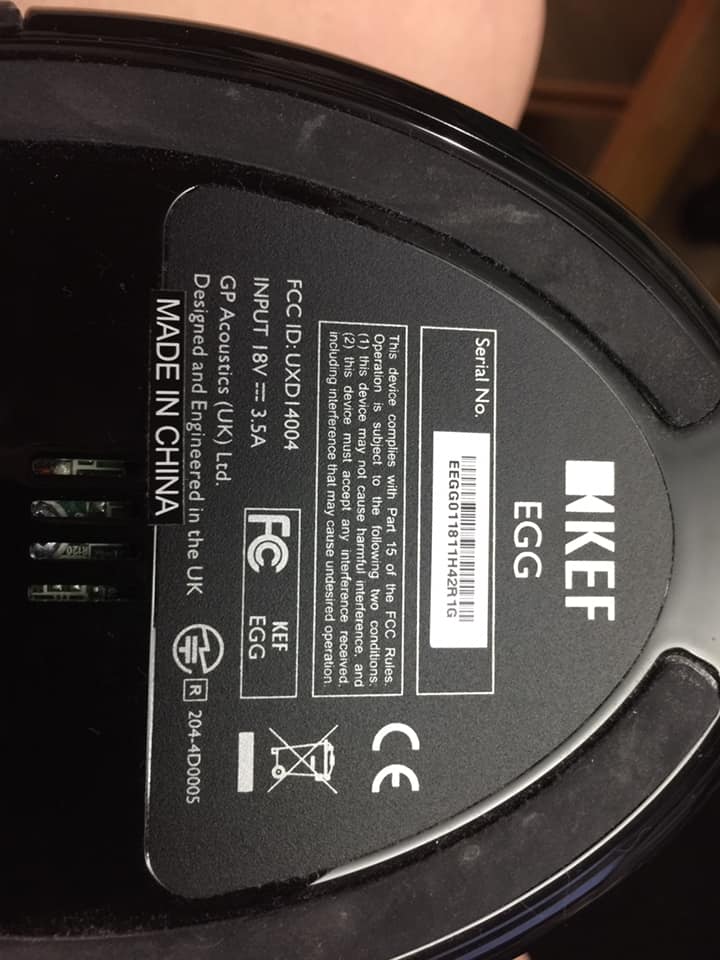 KEF
EGG
Serial No.
EEGG011811H42R1G
This device complies with Part 15 of the FCC Rules.
Operation is subject to the following two conditions:
(1) this device may not cause harmful interference, and
(2) this device must accept any interference received,
including interference that may cause undesired operation.
CE
FCC ID: UXD14004
INPUT 18V 3.5A
FC
KEF
EGG
GP Acoustics (UK) Ltd.
Designed and Engineered in the UK
R 204-4D0005
MADE IN CHINA